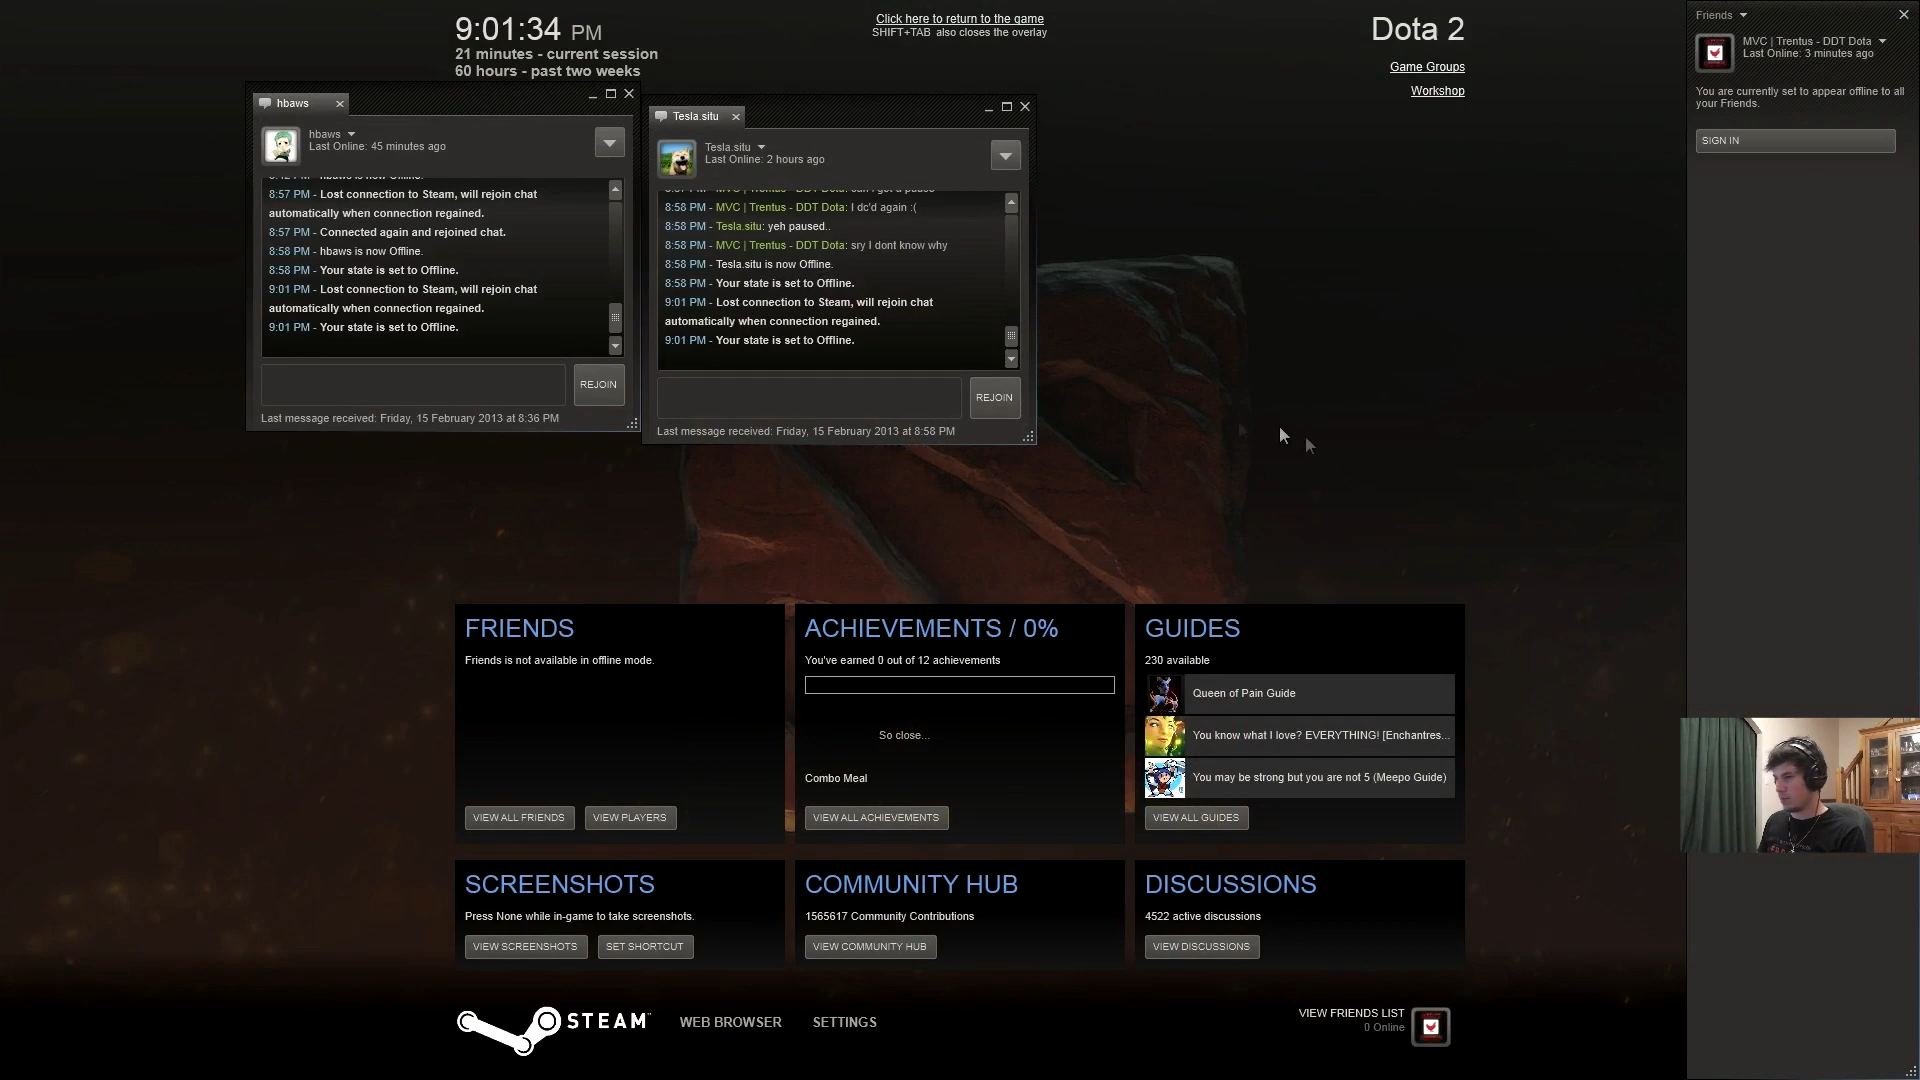 9:01:34 PM
21 minutes - current session
60 hours - past two weeks
Click here to return to the game
SHIFT+TAB also closes the overlay
Dota 2
Game Groups
Workshop
Friends
MVC | Trentus - DDT Dota
Last Online: 3 minutes ago
You are currently set to appear offline to all
your Friends.
SIGN IN
hbaws
hbaws
Last Online: 45 minutes ago
8:57 PM - Lost connection to Steam, will rejoin chat
automatically when connection regained.
8:57 PM - Connected again and rejoined chat.
8:58 PM - hbaws is now Offline.
8:58 PM - Your state is set to Offline.
9:01 PM - Lost connection to Steam, will rejoin chat
automatically when connection regained.
9:01 PM - Your state is set to Offline.
REJOIN
Last message received: Friday, 15 February 2013 at 8:36 PM
Tesla.situ
Tesla.situ
Last Online: 2 hours ago
8:58 PM - MVC | Trentus - DDT Dota: I dc'd again :(
8:58 PM - Tesla.situ: yeh paused..
8:58 PM - MVC | Trentus - DDT Dota: sry I dont know why
8:58 PM - Tesla.situ is now Offline.
8:58 PM - Your state is set to Offline.
9:01 PM - Lost connection to Steam, will rejoin chat
automatically when connection regained.
9:01 PM - Your state is set to Offline.
REJOIN
Last message received: Friday, 15 February 2013 at 8:58 PM
FRIENDS
Friends is not available in offline mode.
VIEW ALL FRIENDS
VIEW PLAYERS
ACHIEVEMENTS / 0%
You've earned 0 out of 12 achievements
So close...
Combo Meal
VIEW ALL ACHIEVEMENTS
GUIDES
230 available
Queen of Pain Guide
You know what I love? EVERYTHING! [Enchantres...
You may be strong but you are not 5 (Meepo Guide)
VIEW ALL GUIDES
SCREENSHOTS
Press None while in-game to take screenshots.
VIEW SCREENSHOTS
SET SHORTCUT
COMMUNITY HUB
1565617 Community Contributions
VIEW COMMUNITY HUB
DISCUSSIONS
4522 active discussions
VIEW DISCUSSIONS
STEAM
WEB BROWSER
SETTINGS
VIEW FRIENDS LIST
0 Online